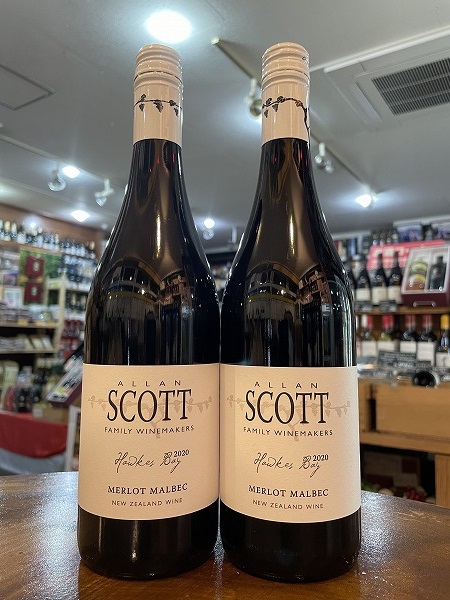 ALLAN
SCOTT
FAMILY WINEMAKERS
Hawkes Bay 2020
MERLOT MALBEC
NEW ZEALAND WINE
ALLAN
SCOTT
FAMILY WINEMAKERS
Hawkes Bay 2020
MERLOT MALBEC
NEW ZEALAND WINE